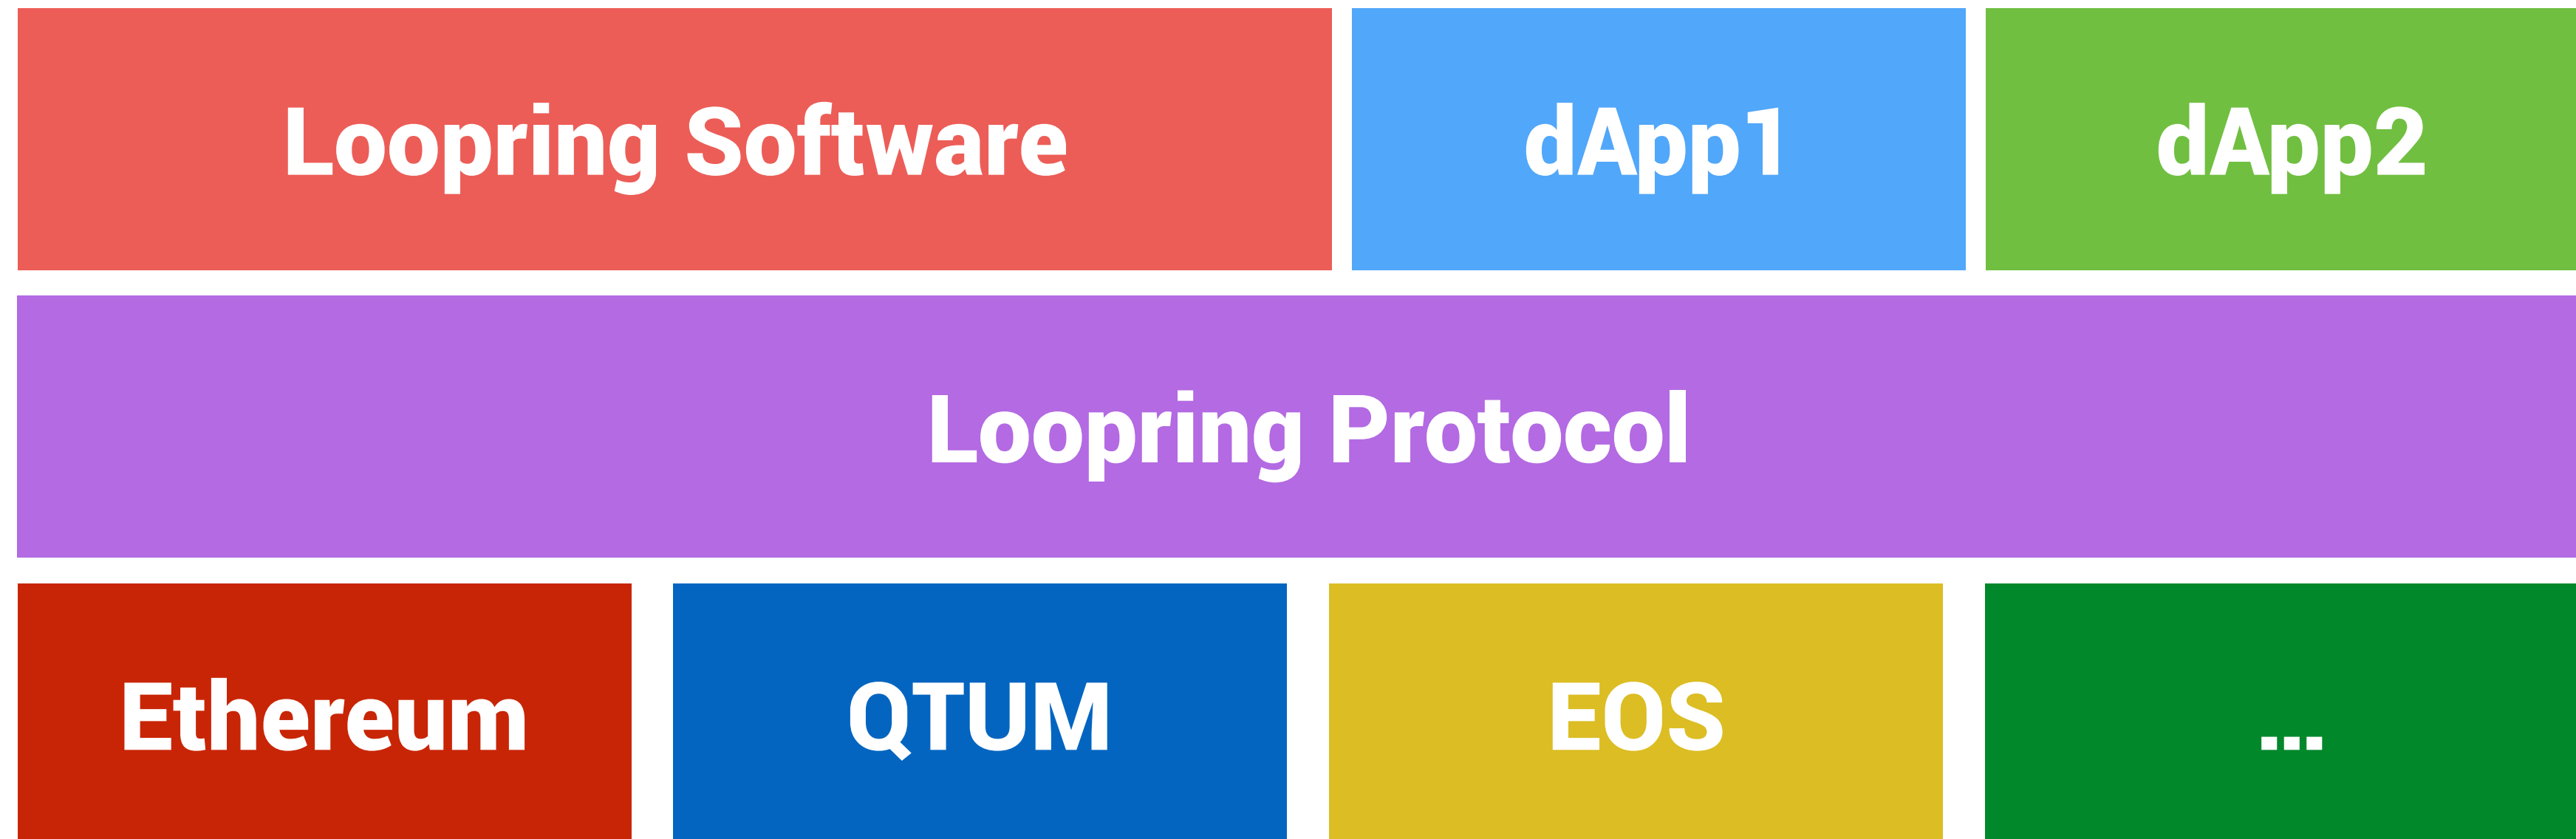 Loopring Software
dApp1
dApp2
Loopring Protocol
Ethereum
QTUM
EOS
...